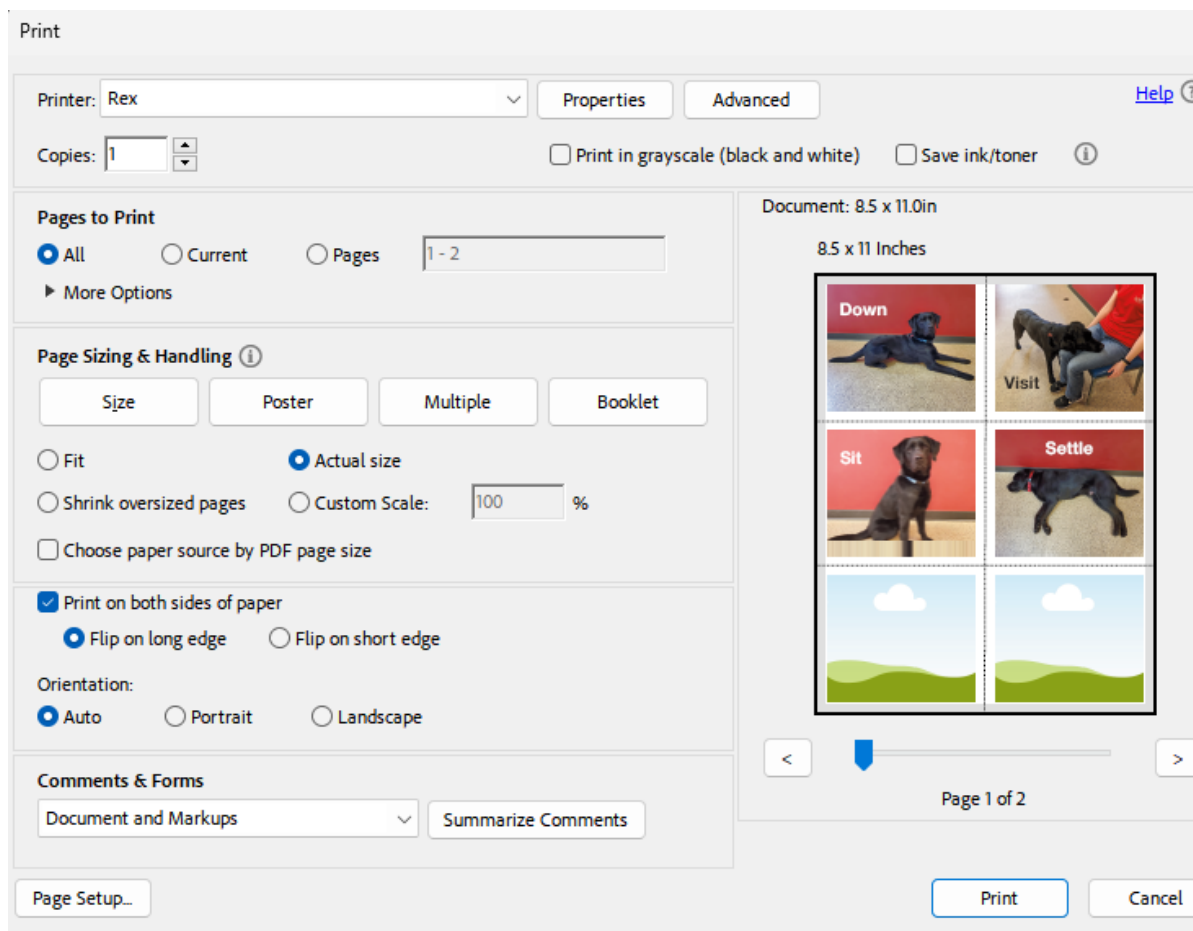 Print
Printer: Rex Properties Advanced Help
Copies: 1 Print in grayscale (black and white) Save ink/toner
Pages to Print
All Current Pages 1 - 2
More Options
Page Sizing & Handling
Size Poster Multiple Booklet
Fit Actual size
Shrink oversized pages Custom Scale: 100 %
Choose paper source by PDF page size
Print on both sides of paper
Flip on long edge Flip on short edge
Orientation:
Auto Portrait Landscape
Comments & Forms
Document and Markups Summarize Comments
Page Setup...
Document: 8.5 x 11.0in
8.5 x 11 Inches
Down
Visit
Sit
Settle
< >
Page 1 of 2
Print Cancel